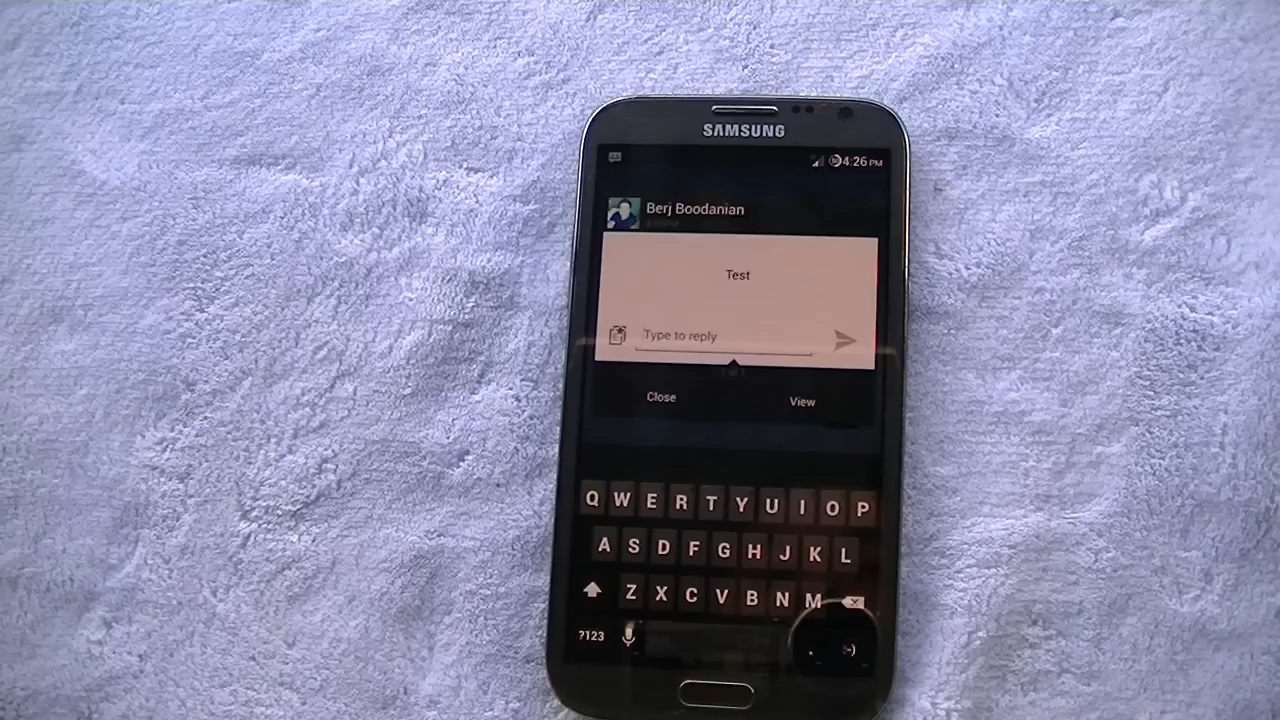 SAMSUNG
4:26 PM
Berj Boodanian
Test
Type to reply
Close
View
Q W E R T Y U I O P
A S D F G H J K L
Z X C V B N M
?123 . :-)